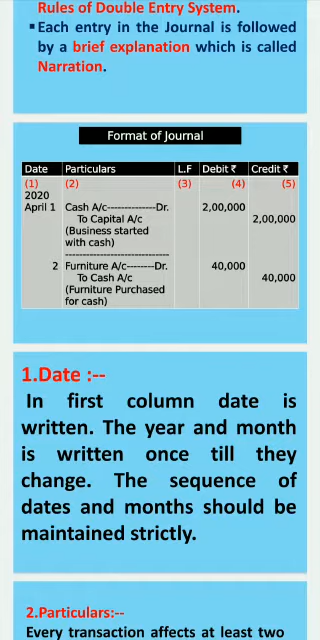 Rules of Double Entry System.
▪Each entry in the Journal is followed
by a brief explanation which is called
Narration.
Format of Journal
Date Particulars L.F Debit ₹ Credit ₹
(1) (2) (3) (4) (5)
2020
April 1 Cash A/c--------------Dr. 2,00,000
To Capital A/c 2,00,000
(Business started
with cash)
------------------------------
2 Furniture A/c--------Dr. 40,000
To Cash A/c 40,000
(Furniture Purchased
for cash)
1.Date :--
In first column date is
written. The year and month
is written once till they
change. The sequence of
dates and months should be
maintained strictly.
2.Particulars:--
Every transaction affects at least two